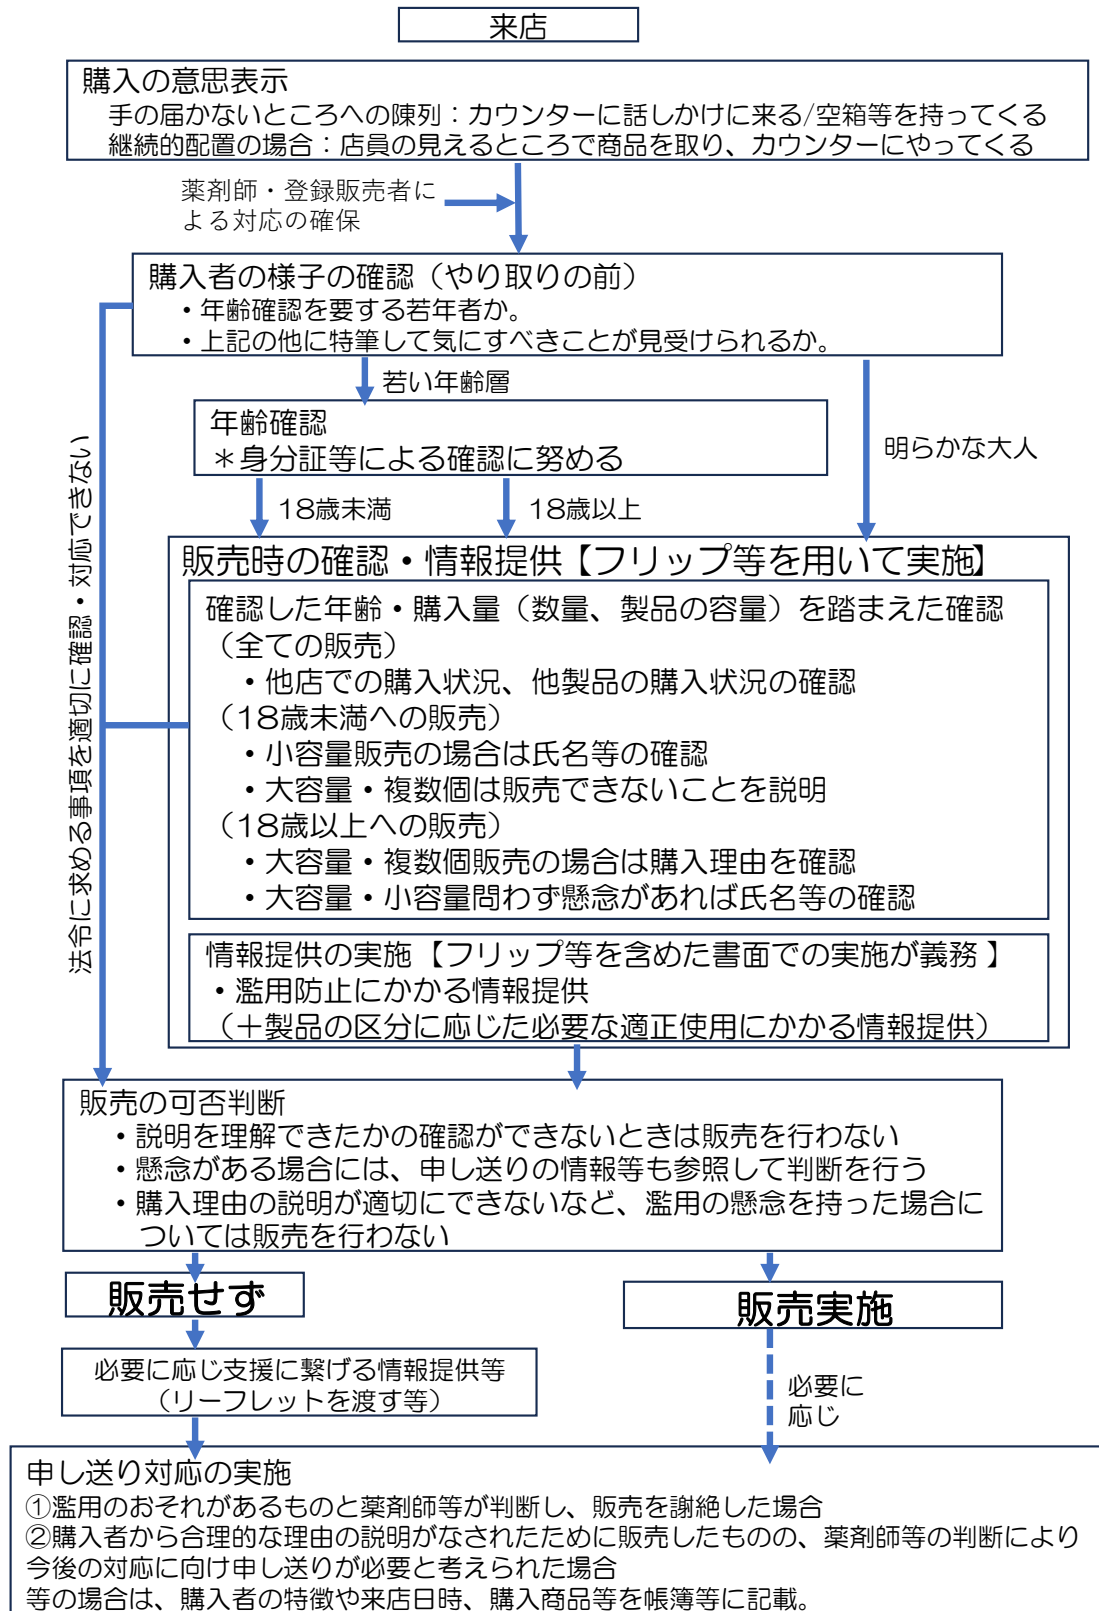 来店
購入の意思表示
手の届かないところへの陳列：カウンターに話しかけに来る/空箱等を持ってくる
継続的配置の場合：店員の見えるところで商品を取り、カウンターにやってくる
薬剤師・登録販売者に
よる対応の確保
購入者の様子の確認（やり取りの前）
・年齢確認を要する若年者か。
・上記の他に特筆して気にすべきことが見受けられるか。
若い年齢層
年齢確認
＊身分証等による確認に努める
明らかな大人
18歳未満
18歳以上
法令に求める事項を適切に確認・対応できない
販売時の確認・情報提供【フリップ等を用いて実施】
確認した年齢・購入量（数量、製品の容量）を踏まえた確認
（全ての販売）
・他店での購入状況、他製品の購入状況の確認
（18歳未満への販売）
・小容量販売の場合は氏名等の確認
・大容量・複数個は販売できないことを説明
（18歳以上への販売）
・大容量・複数個販売の場合は購入理由を確認
・大容量・小容量問わず懸念があれば氏名等の確認
情報提供の実施【フリップ等を含めた書面での実施が義務】
・濫用防止にかかる情報提供
（＋製品の区分に応じた必要な適正使用にかかる情報提供）
販売の可否判断
・説明を理解できたかの確認ができないときは販売を行わない
・懸念がある場合には、申し送りの情報等も参照して判断を行う
・購入理由の説明が適切にできないなど、濫用の懸念を持った場合に
ついては販売を行わない
販売せず
販売実施
必要に応じ支援に繋げる情報提供等
（リーフレットを渡す等）
必要に
応じ
申し送り対応の実施
①濫用のおそれがあるものと薬剤師等が判断し、販売を謝絶した場合
②購入者から合理的な理由の説明がなされたために販売したものの、薬剤師等の判断により
今後の対応に向け申し送りが必要と考えられた場合
等の場合は、購入者の特徴や来店日時、購入商品等を帳簿等に記載。